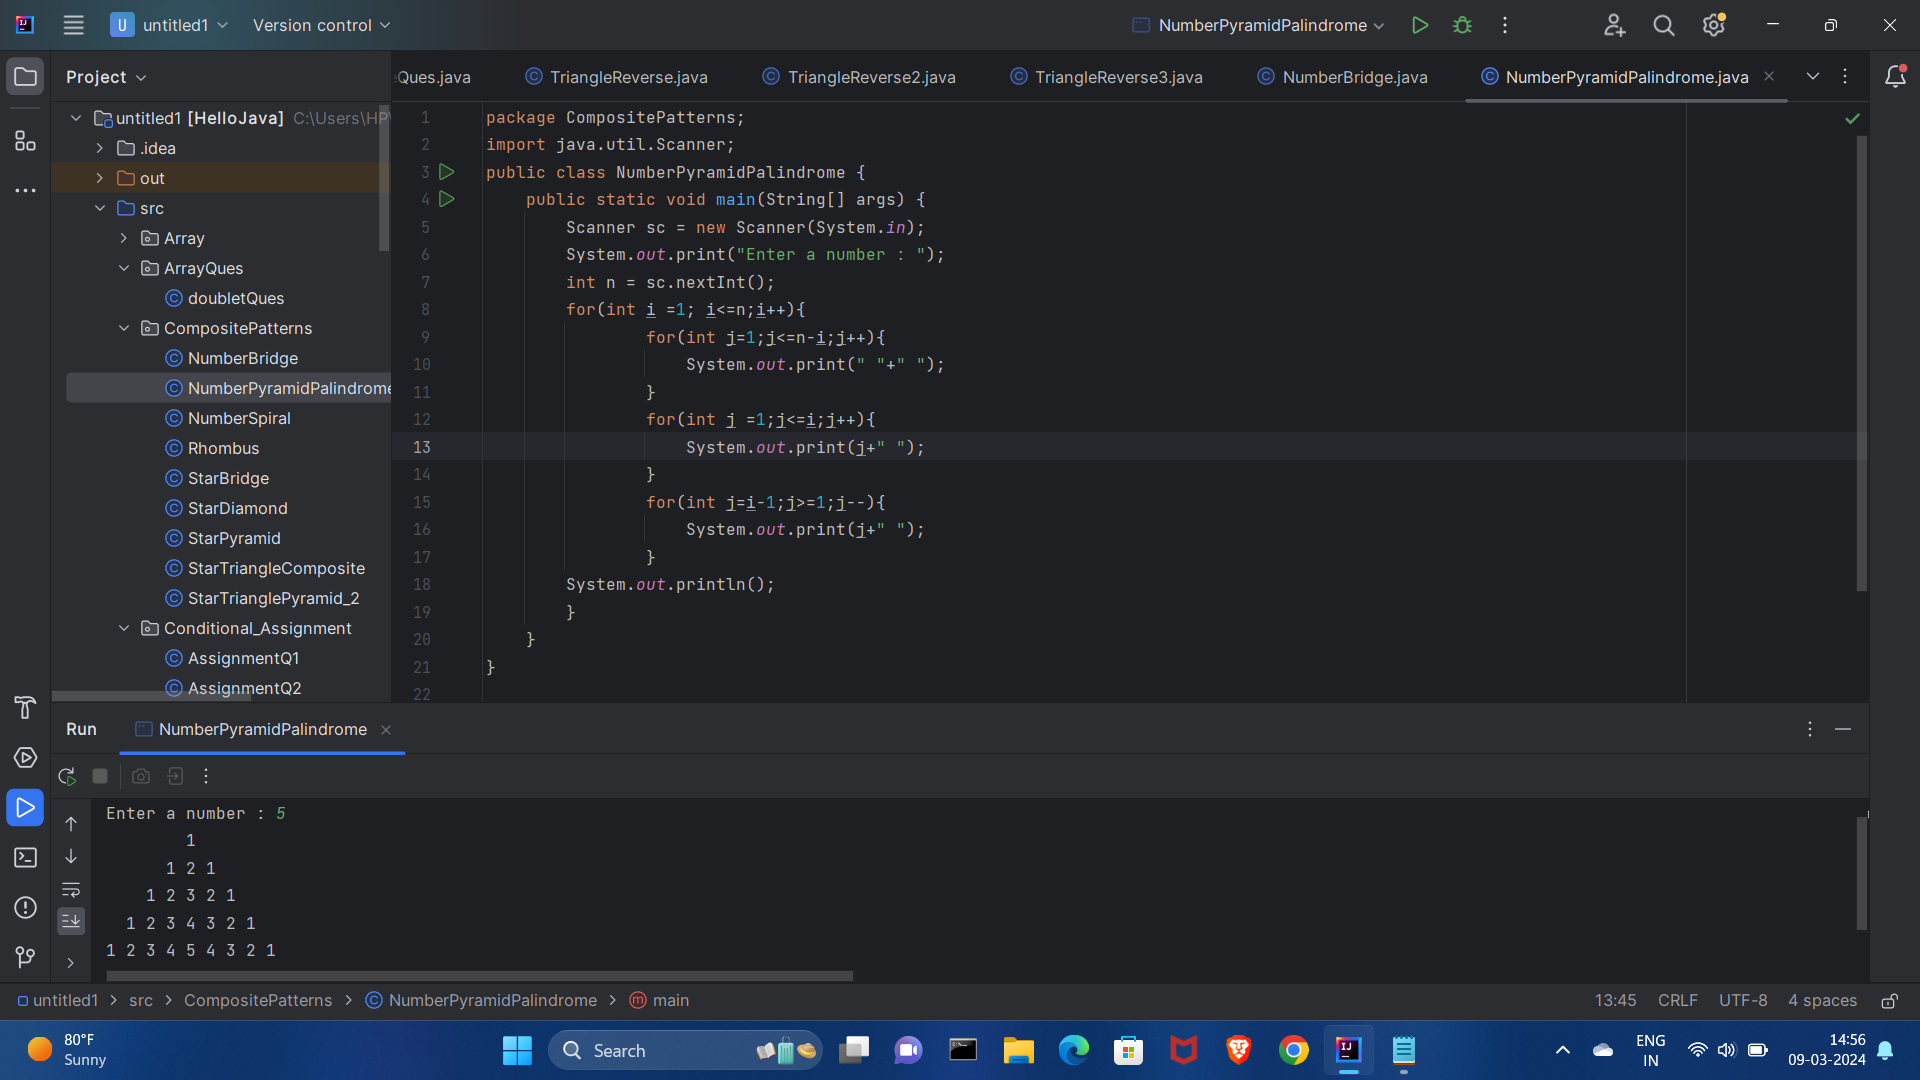 U untitled1 Version control NumberPyramidPalindrome
Project
Ques.java TriangleReverse.java TriangleReverse2.java TriangleReverse3.java NumberBridge.java NumberPyramidPalindrome.java
untitled1 [HelloJava] C:\Users\HP\
.idea
out
src
Array
ArrayQues
doubletQues
CompositePatterns
NumberBridge
NumberPyramidPalindrome
NumberSpiral
Rhombus
StarBridge
StarDiamond
StarPyramid
StarTriangleComposite
StarTrianglePyramid_2
Conditional_Assignment
AssignmentQ1
AssignmentQ2
1 package CompositePatterns;
2 import java.util.Scanner;
3 public class NumberPyramidPalindrome {
4 public static void main(String[] args) {
5 Scanner sc = new Scanner(System.in);
6 System.out.print("Enter a number : ");
7 int n = sc.nextInt();
8 for(int i =1; i<=n;i++){
9 for(int j=1;j<=n-i;j++){
10 System.out.print(" "+" ");
11 }
12 for(int j =1;j<=i;j++){
13 System.out.print(j+" ");
14 }
15 for(int j=i-1;j>=1;j--){
16 System.out.print(j+" ");
17 }
18 System.out.println();
19 }
20 }
21 }
22
Run NumberPyramidPalindrome
Enter a number : 5
1
1 2 1
1 2 3 2 1
1 2 3 4 3 2 1
1 2 3 4 5 4 3 2 1
untitled1 > src > CompositePatterns > NumberPyramidPalindrome > main 13:45 CRLF UTF-8 4 spaces
80°F
Sunny
Search
ENG
IN
14:56
09-03-2024